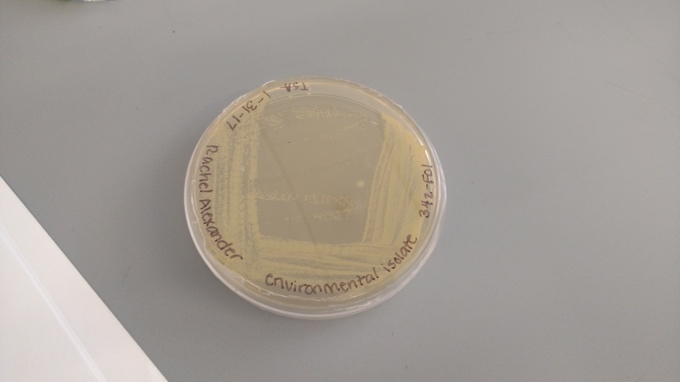 TSA
1-31-17
Rachel Alexander
environmental isolate
342-F01